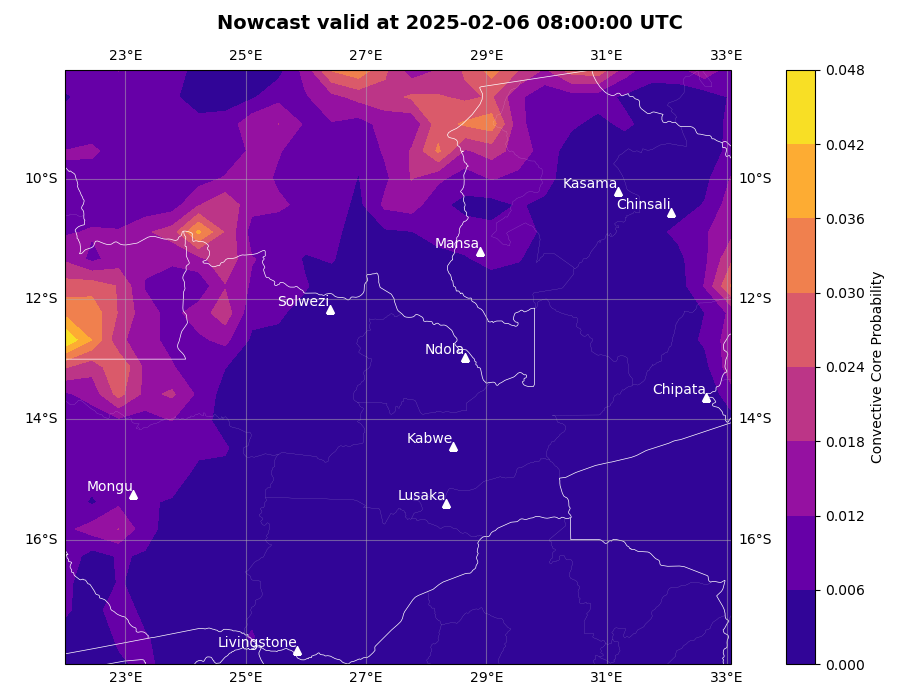 Nowcast valid at 2025-02-06 08:00:00 UTC
23°E 25°E 27°E 29°E 31°E 33°E
0.048
0.042
0.036
0.030
0.024
0.018
0.012
0.006
0.000
Convective Core Probability
10°S 10°S
12°S 12°S
14°S 14°S
16°S 16°S
Kasama
Chinsali
Mansa
Solwezi
Ndola
Chipata
Kabwe
Mongu
Lusaka
Livingstone
23°E 25°E 27°E 29°E 31°E 33°E